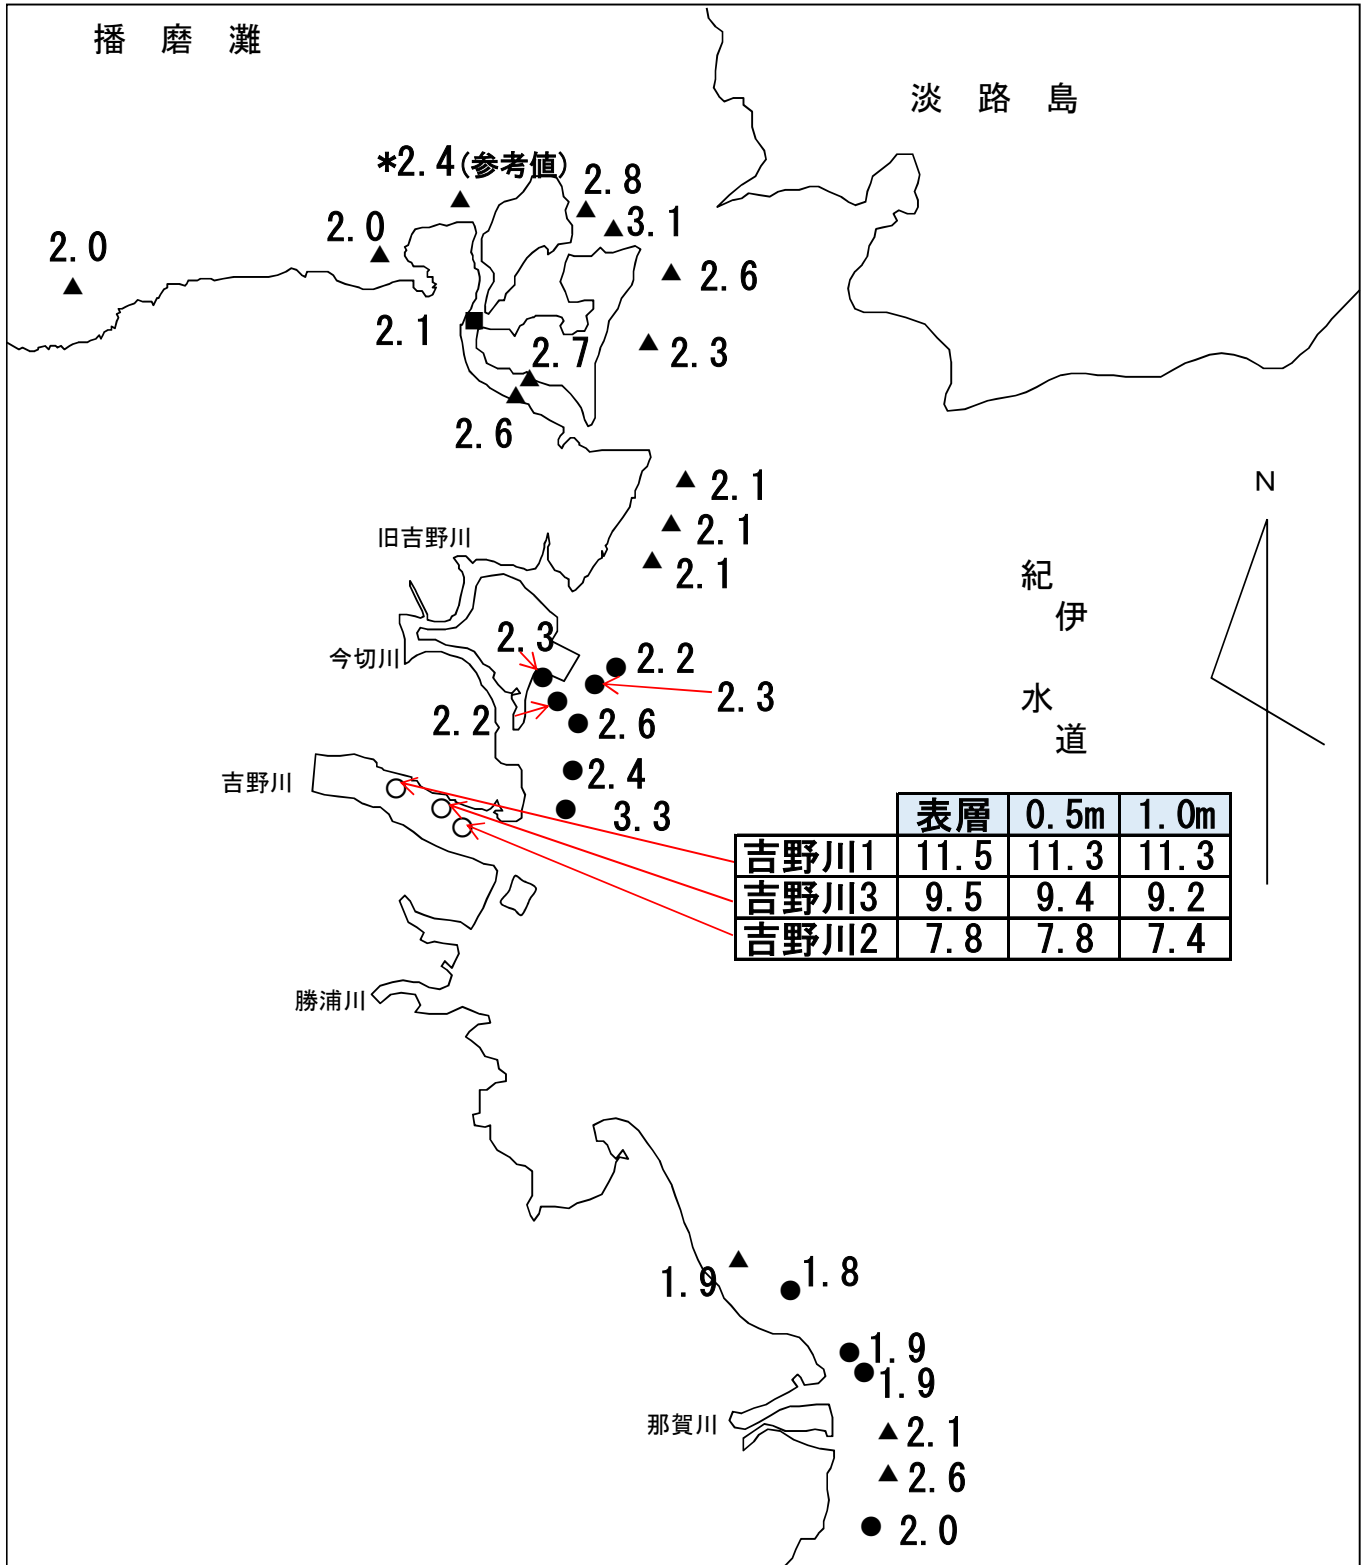 播 磨 灘
淡 路 島
*2.4(参考値)
2.8
3.1
2.0
2.0
2.6
2.1
2.7
2.3
2.6
2.1
N
2.1
旧吉野川
2.1
紀
伊
2.3
今切川
2.2
2.3
水
2.2
2.6
道
2.4
吉野川
3.3
表層 0.5m 1.0m
吉野川1 11.5 11.3 11.3
吉野川3 9.5 9.4 9.2
吉野川2 7.8 7.8 7.4
勝浦川
1.9
1.8
1.9
1.9
那賀川
2.1
2.6
2.0